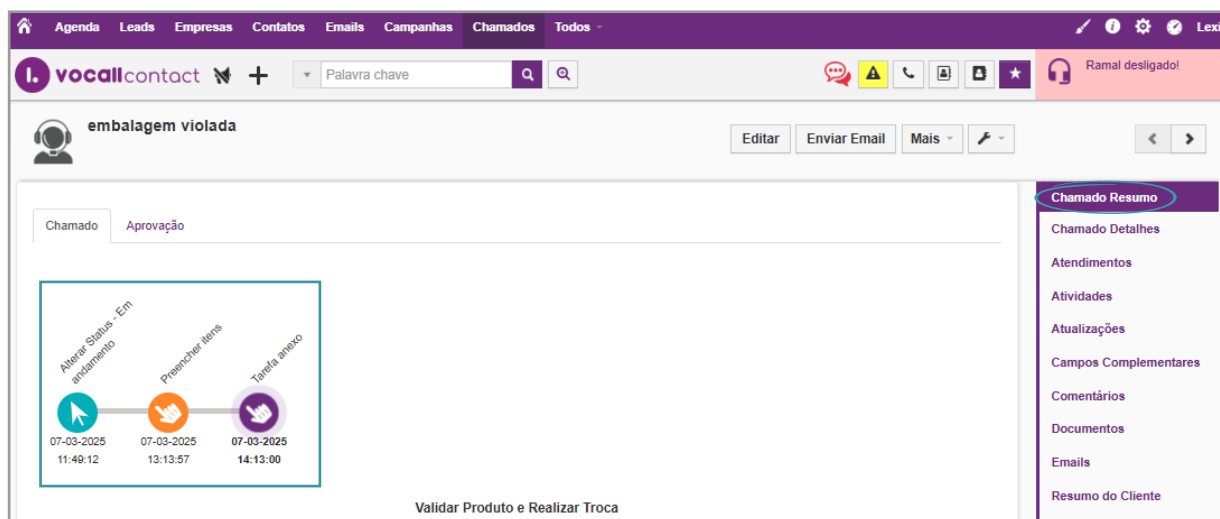 Agenda Leads Empresas Contatos Emails Campanhas Chamados Todos
Lexi
l. vocallcontact
Palavra chave
Ramal desligado!
embalagem violada
Editar Enviar Email Mais
Chamado Aprovação
Alterar Status - Em
andamento
Preencher itens
Tarefa anexo
07-03-2025
11:49:12
07-03-2025
13:13:57
07-03-2025
14:13:00
Validar Produto e Realizar Troca
Chamado Resumo
Chamado Detalhes
Atendimentos
Atividades
Atualizações
Campos Complementares
Comentários
Documentos
Emails
Resumo do Cliente